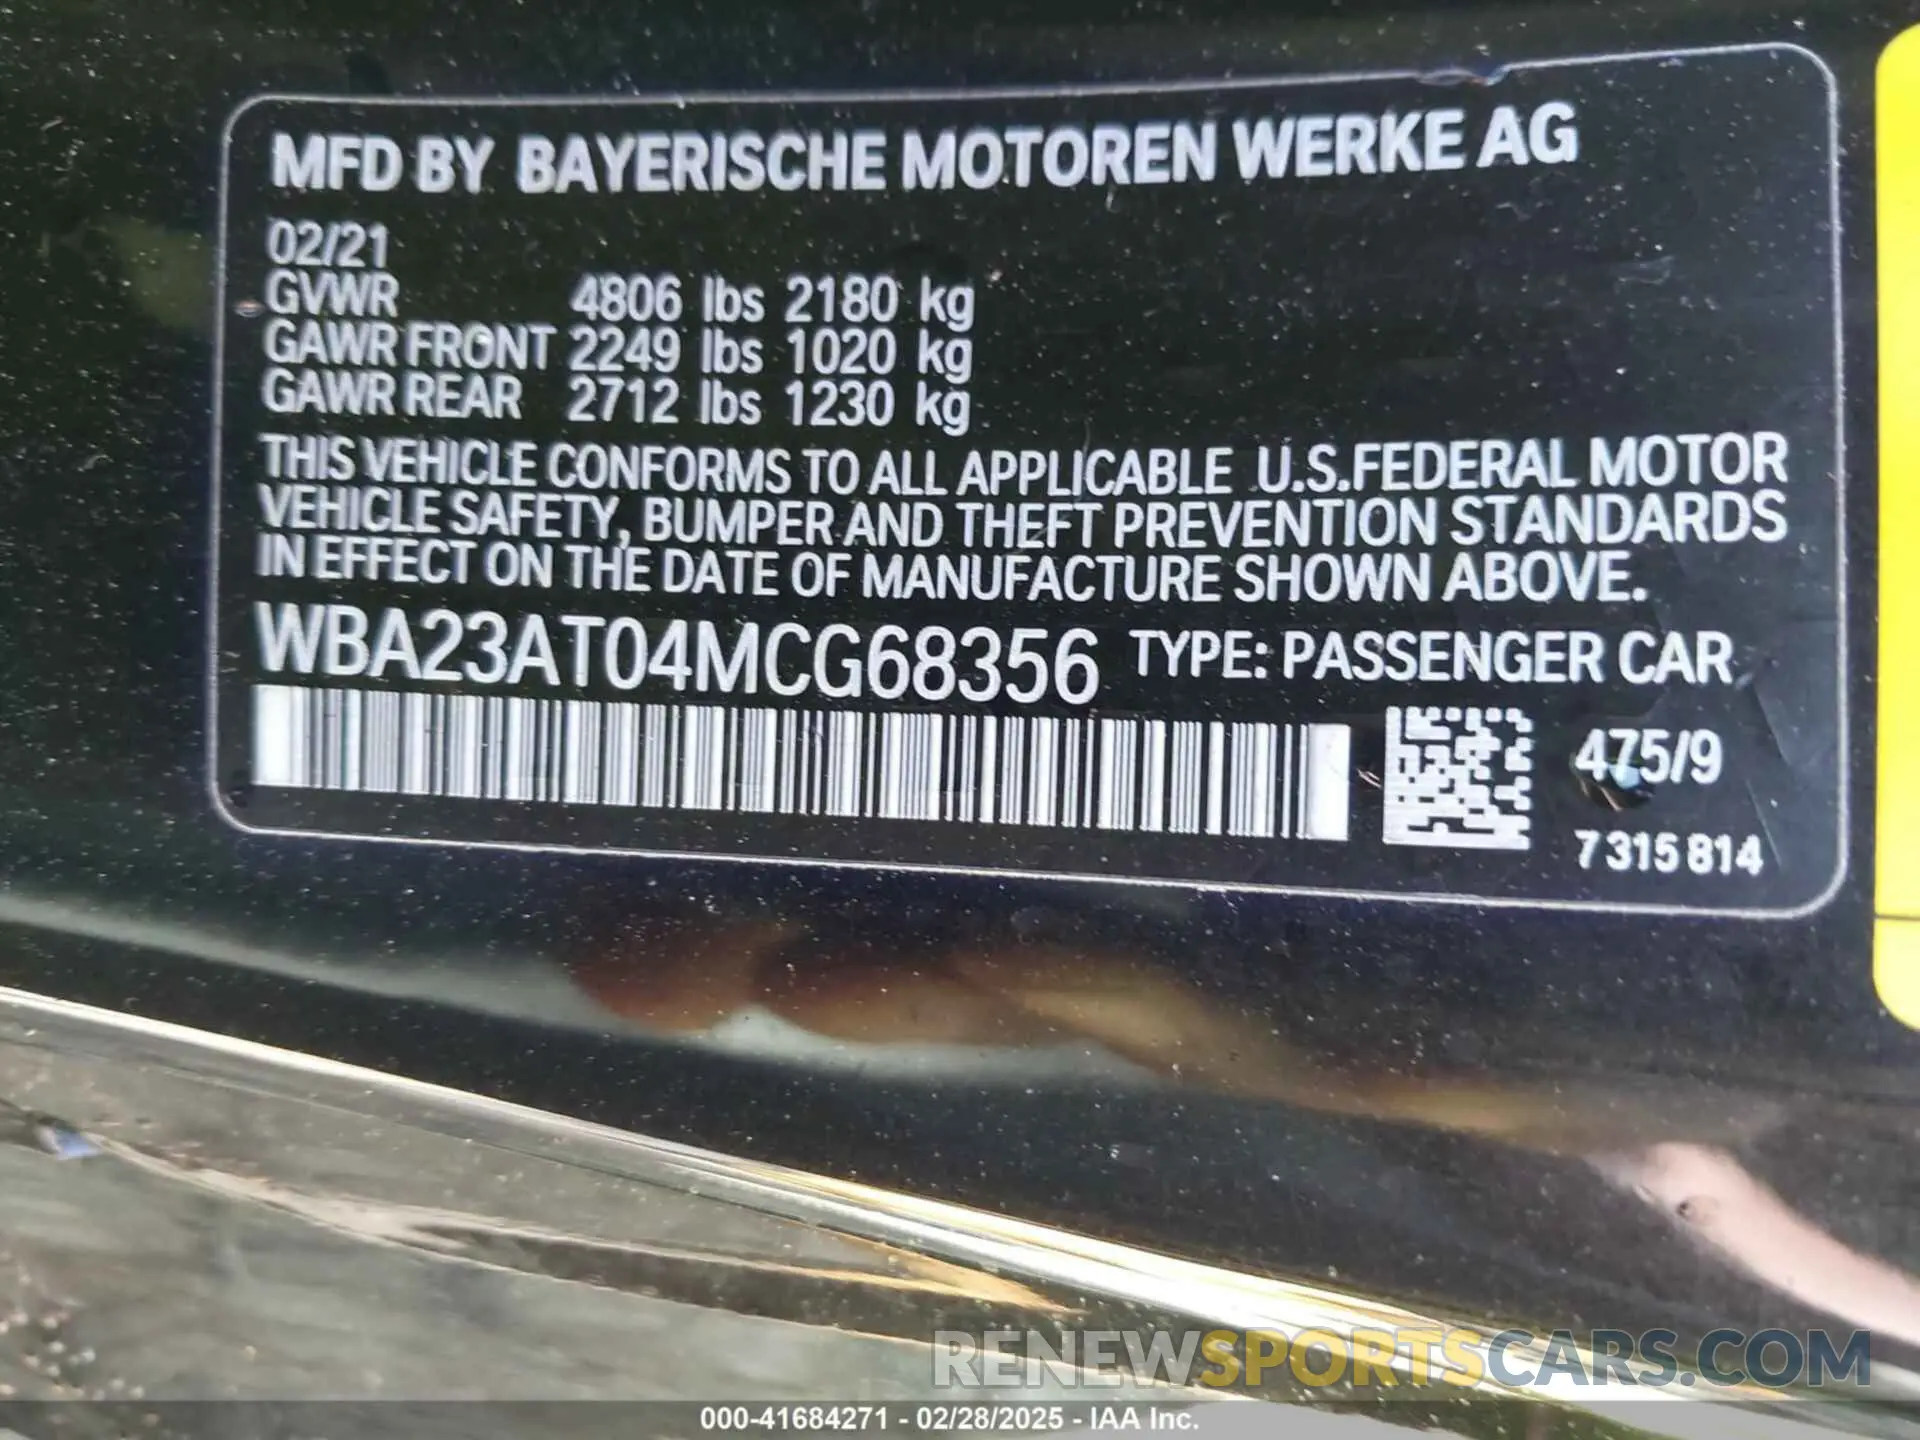 MFD BY BAYERISCHE MOTOREN WERKE AG
02/21
GVWR 4806 lbs 2180 kg
GAWR FRONT 2249 lbs 1020 kg
GAWR REAR 2712 lbs 1230 kg
THIS VEHICLE CONFORMS TO ALL APPLICABLE U.S.FEDERAL MOTOR
VEHICLE SAFETY, BUMPER AND THEFT PREVENTION STANDARDS
IN EFFECT ON THE DATE OF MANUFACTURE SHOWN ABOVE.
WBA23AT04MCG68356 TYPE: PASSENGER CAR
475/9
7 315 814
RENEWSPORTSCARS.COM
000-41684271 - 02/28/2025 - IAA Inc.